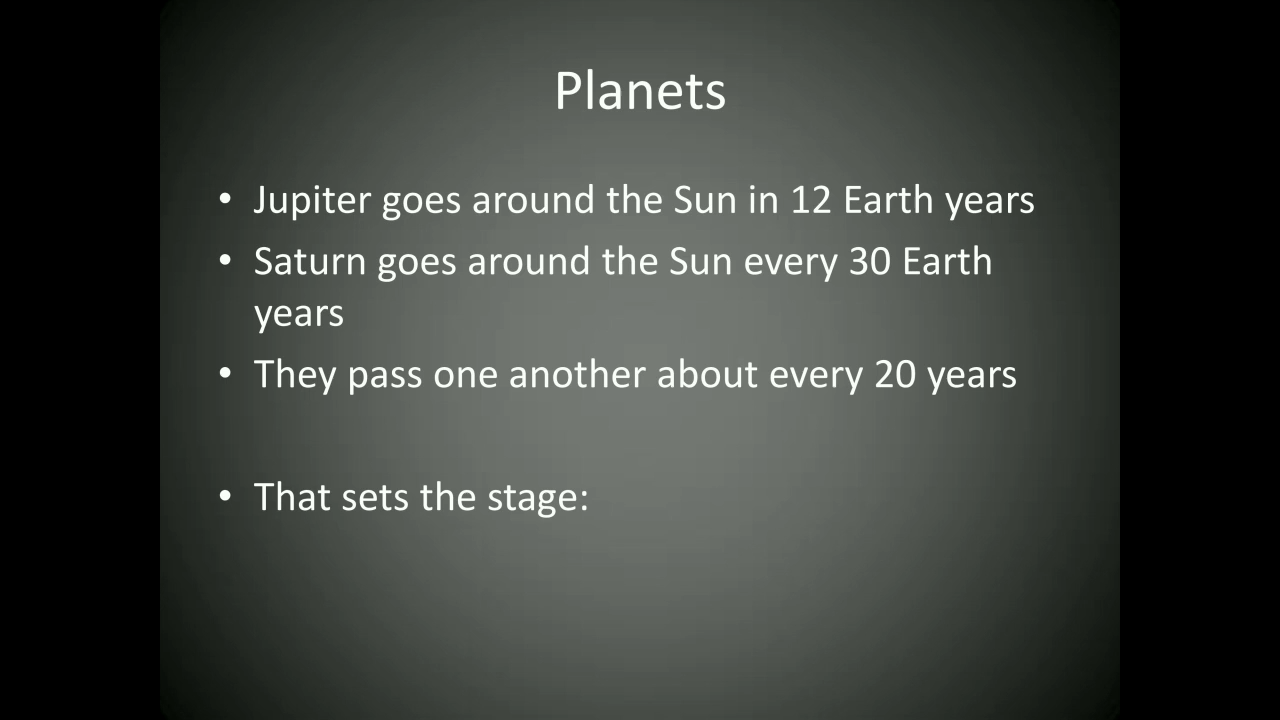 Planets
• Jupiter goes around the Sun in 12 Earth years
• Saturn goes around the Sun every 30 Earth
years
• They pass one another about every 20 years
• That sets the stage: